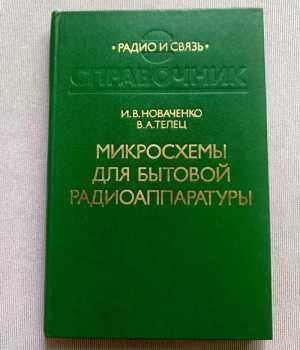 • РАДИО И СВЯЗЬ •
СПРАВОЧНИК
И. В. НОВАЧЕНКО
В. А. ТЕЛЕЦ
МИКРОСХЕМЫ
ДЛЯ БЫТОВОЙ
РАДИОАППАРАТУРЫ